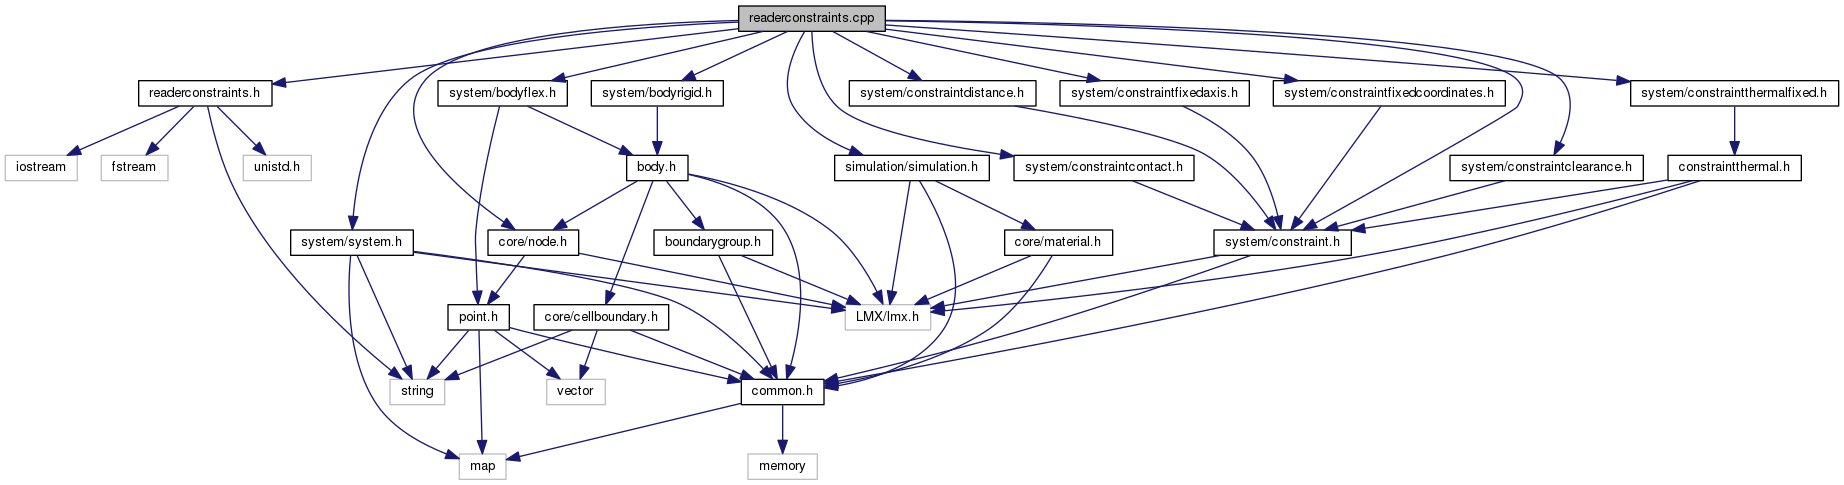 readerconstraints.cpp
readerconstraints.h
system/bodyflex.h
system/bodyrigid.h
system/constraintdistance.h
system/constraintfixedaxis.h
system/constraintfixedcoordinates.h
system/constraintthermalfixed.h
iostream
fstream
unistd.h
body.h
simulation/simulation.h
system/constraintcontact.h
system/constraintclearance.h
constraintthermal.h
system/system.h
core/node.h
boundarygroup.h
core/material.h
system/constraint.h
point.h
core/cellboundary.h
LMX/lmx.h
string
vector
common.h
map
memory